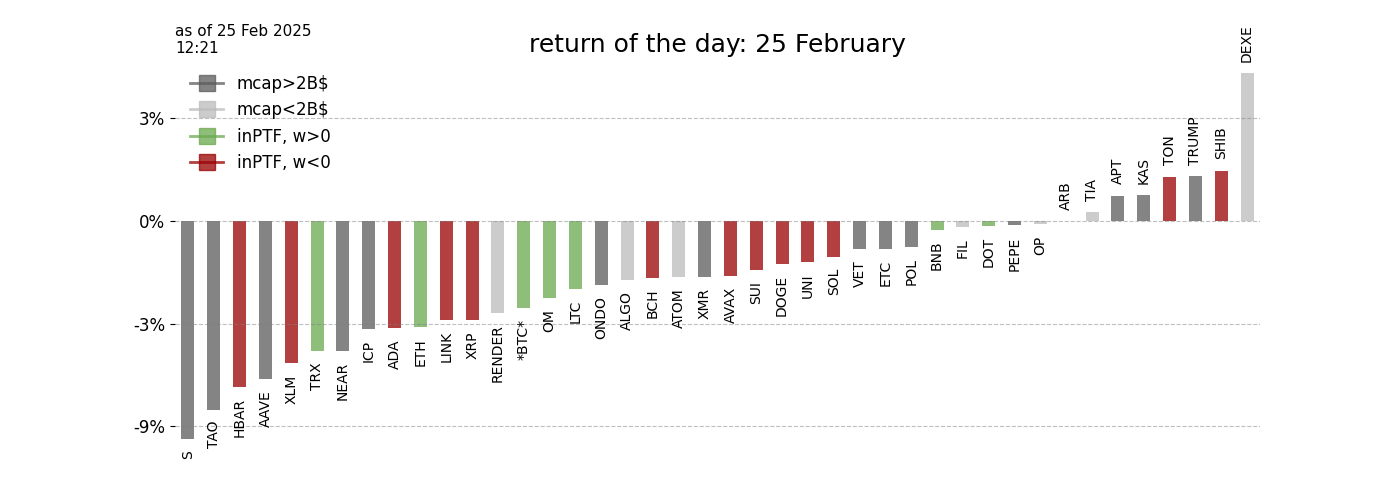 as of 25 Feb 2025
12:21
return of the day: 25 February
mcap>2B$
mcap<2B$
inPTF, w>0
inPTF, w<0
3%
0%
-3%
-9%
S
TAO
HBAR
AAVE
XLM
TRX
NEAR
ICP
ADA
ETH
LINK
XRP
RENDER
*BTC*
OM
LTC
ONDO
ALGO
BCH
ATOM
XMR
AVAX
SUI
DOGE
UNI
SOL
VET
ETC
POL
BNB
FIL
DOT
PEPE
OP
ARB
TIA
APT
KAS
TON
TRUMP
SHIB
DEXE